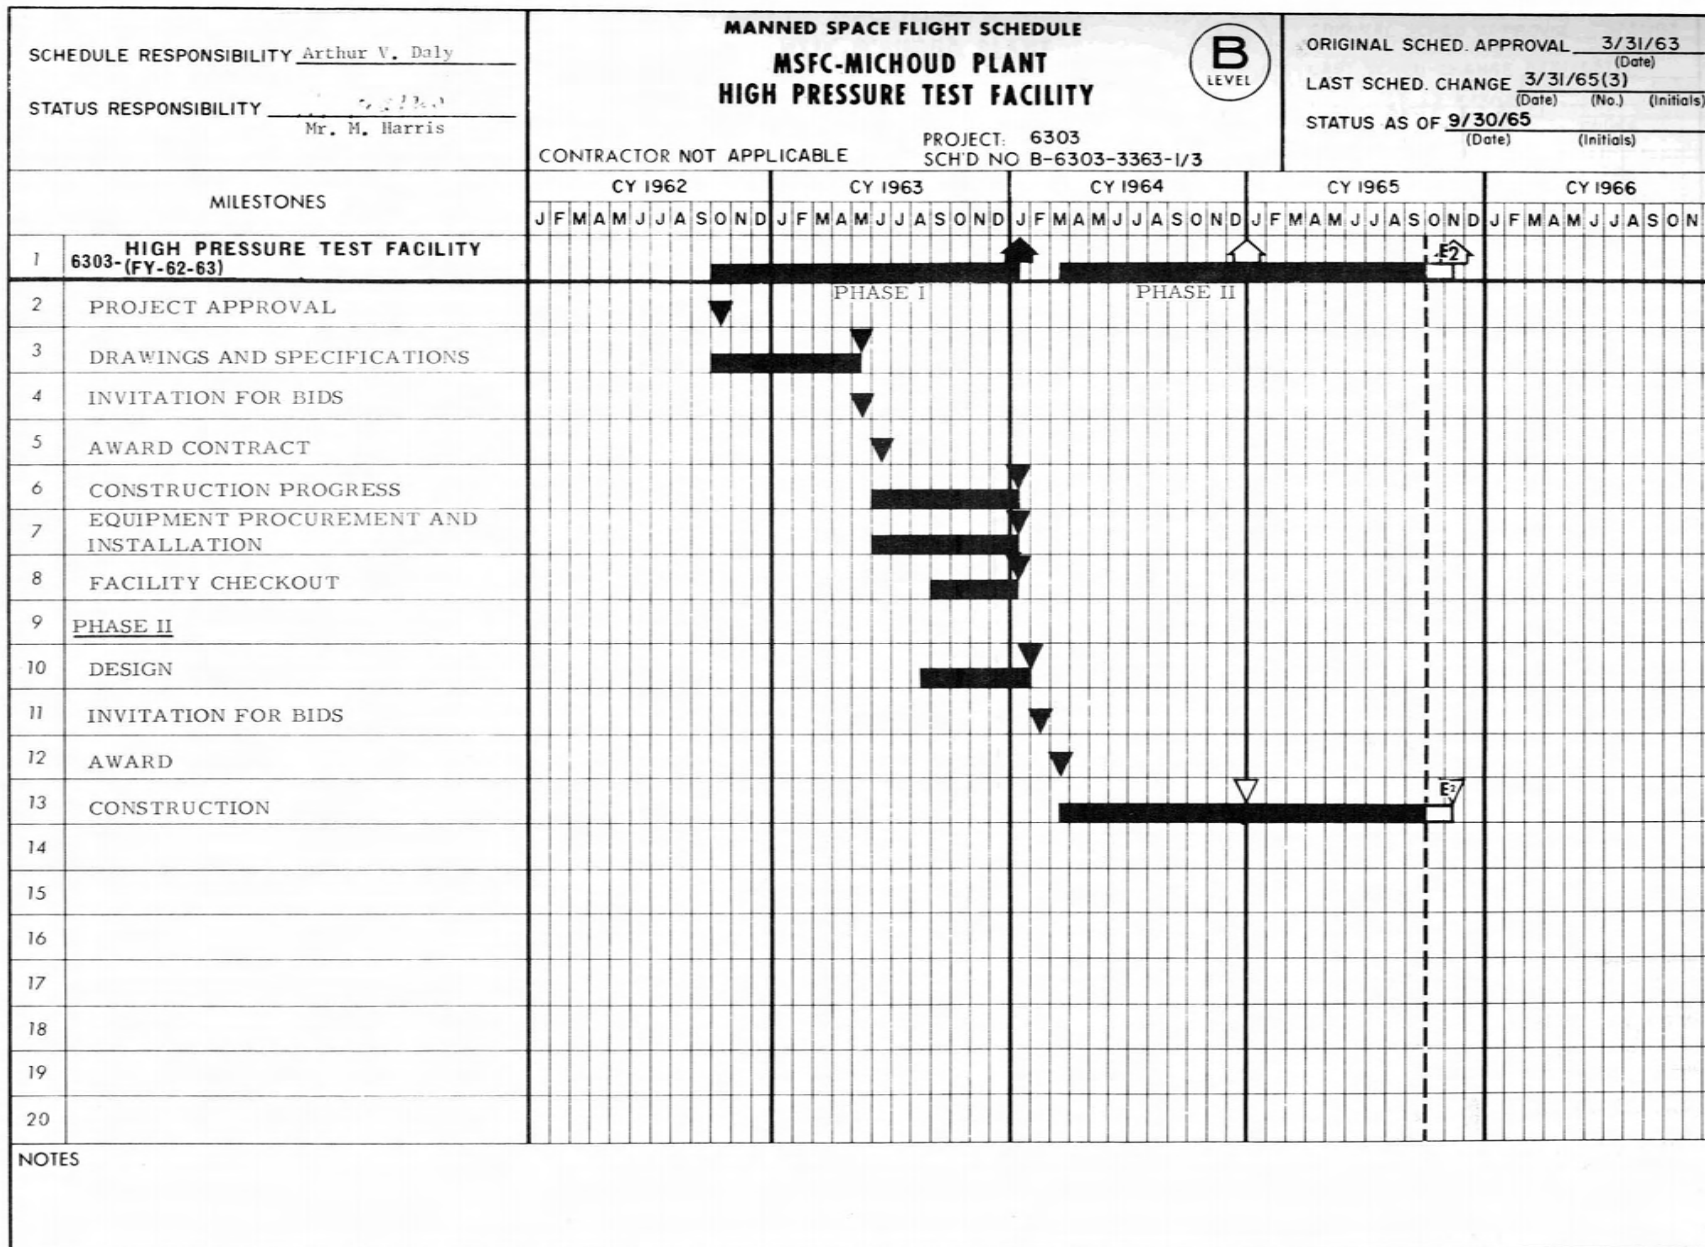 SCHEDULE RESPONSIBILITY Arthur V. Daly
STATUS RESPONSIBILITY
Mr. M. Harris
MANNED SPACE FLIGHT SCHEDULE
MSFC-MICHOUD PLANT
HIGH PRESSURE TEST FACILITY
B
LEVEL
PROJECT: 6303
CONTRACTOR NOT APPLICABLE
SCH'D NO B-6303-3363-1/3
ORIGINAL SCHED. APPROVAL 3/31/63
(Date)
LAST SCHED. CHANGE 3/31/65(3)
(Date) (No.) (Initials)
STATUS AS OF 9/30/65
(Date) (Initials)
MILESTONES
CY 1962 CY 1963 CY 1964 CY 1965 CY 1966
J F M A M J J A S O N D J F M A M J J A S O N D J F M A M J J A S O N D J F M A M J J A S O N D J F M A M J J A S O N
1 6303- HIGH PRESSURE TEST FACILITY
(FY-62-63)
E2
PHASE I PHASE II
2 PROJECT APPROVAL
3 DRAWINGS AND SPECIFICATIONS
4 INVITATION FOR BIDS
5 AWARD CONTRACT
6 CONSTRUCTION PROGRESS
7 EQUIPMENT PROCUREMENT AND
INSTALLATION
8 FACILITY CHECKOUT
9 PHASE II
10 DESIGN
11 INVITATION FOR BIDS
12 AWARD
13 CONSTRUCTION
E2
14
15
16
17
18
19
20
NOTES